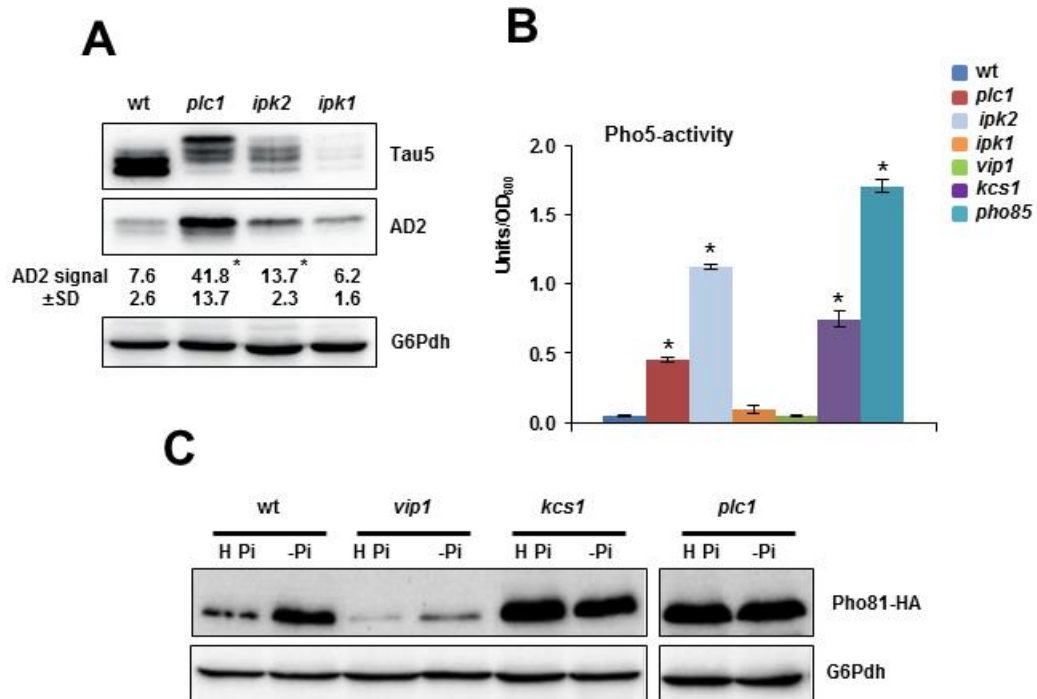 A
wt plc1 ipk2 ipk1
Tau5
AD2
AD2 signal 7.6 41.8* 13.7* 6.2
±SD 2.6 13.7 2.3 1.6
G6Pdh
B
wt
plc1
ipk2
ipk1
vip1
kcs1
pho85
Pho5-activity
Units/OD600
2.0
1.5
1.0
0.5
0.0
* * * *
C
wt vip1 kcs1 plc1
H Pi -Pi H Pi -Pi H Pi -Pi H Pi -Pi
Pho81-HA
G6Pdh